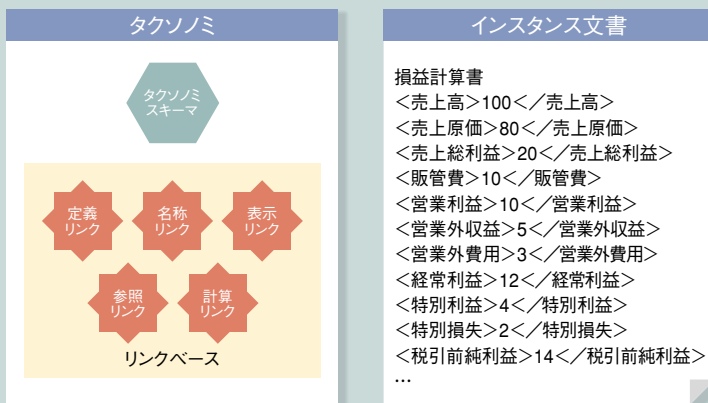 タクソノミ
タクソノミ
スキーマ
定義
リンク
名称
リンク
表示
リンク
参照
リンク
計算
リンク
リンクベース
インスタンス文書
損益計算書
<売上高>100<／売上高>
<売上原価>80<／売上原価>
<売上総利益>20<／売上総利益>
<販管費>10<／販管費>
<営業利益>10<／営業利益>
<営業外収益>5<／営業外収益>
<営業外費用>3<／営業外費用>
<経常利益>12<／経常利益>
<特別利益>4<／特別利益>
<特別損失>2<／特別損失>
<税引前純利益>14<／税引前純利益>
…